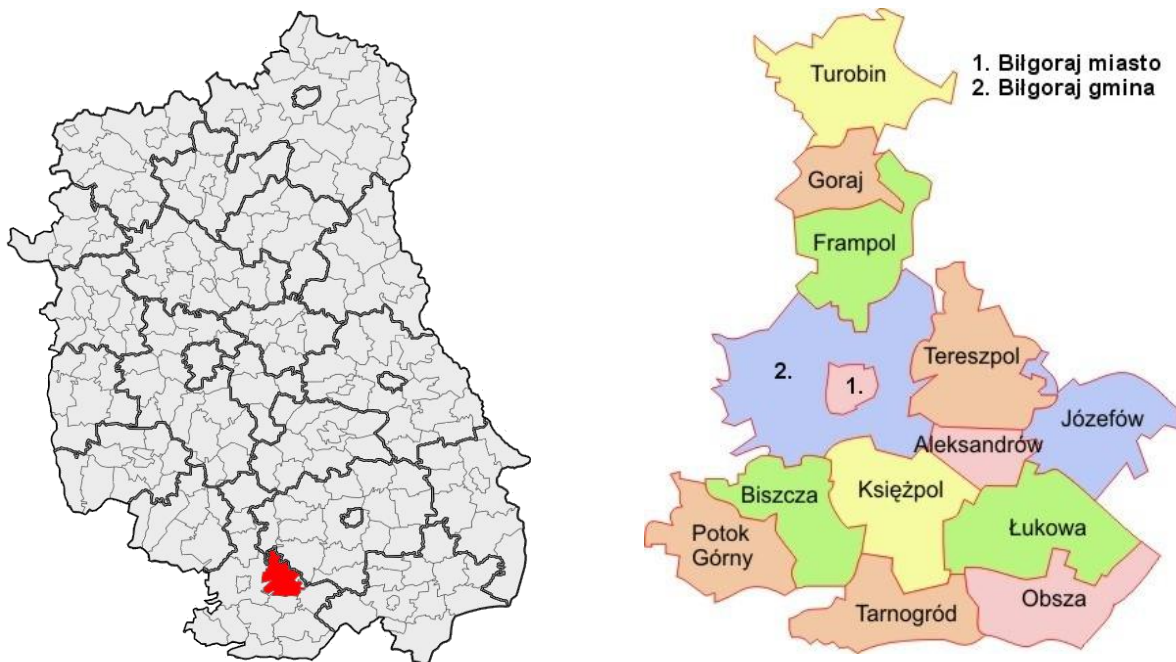 Turobin
1. Biłgoraj miasto
2. Biłgoraj gmina
Goraj
Frampol
Tereszpol
2.
1.
Józefów
Aleksandrów
Księżpol
Biszcza
Łukowa
Potok
Górny
Obsza
Tarnogród